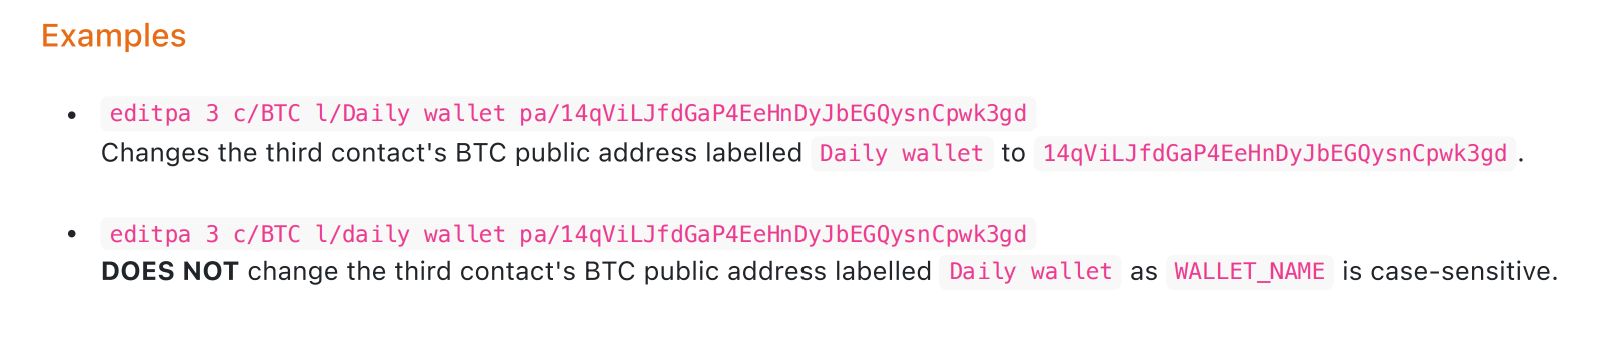 Examples
• editpa 3 c/BTC l/Daily wallet pa/14qViLJfdGaP4EeHnDyJbEGQysnCpwk3gd
Changes the third contact's BTC public address labelled Daily wallet to 14qViLJfdGaP4EeHnDyJbEGQysnCpwk3gd.
• editpa 3 c/BTC l/daily wallet pa/14qViLJfdGaP4EeHnDyJbEGQysnCpwk3gd
DOES NOT change the third contact's BTC public address labelled Daily wallet as WALLET_NAME is case-sensitive.